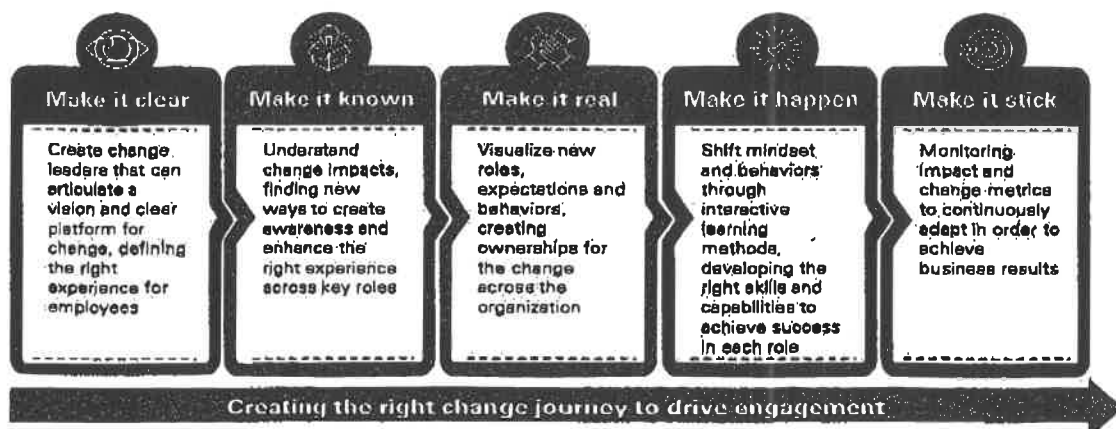 Make it clear
Create change
leaders that can
articulate a
vision and clear
platform for
change, defining
the right
experience for
employees
Make it known
Understand
change impacts,
finding new
ways to create
awareness and
enhance the
right experience
across key roles
Make it real
Visualize new
roles,
expectations and
behaviors,
creating
ownerships for
the change
across the
organization
Make it happen
Shift mindset
and behaviors
through
interactive
learning
methods,
developing the
right skills and
capabilities to
achieve success
in each role
Make it stick
Monitoring
impact and
change metrics
to continuously
adapt in order to
achieve
business results
Creating the right change journey to drive engagement